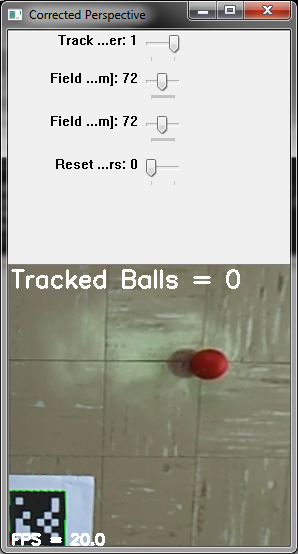 Corrected Perspective
Track ...er: 1
Field ...m]: 72
Field ...m]: 72
Reset ...rs: 0
Tracked Balls = 0
FPS = 20.0